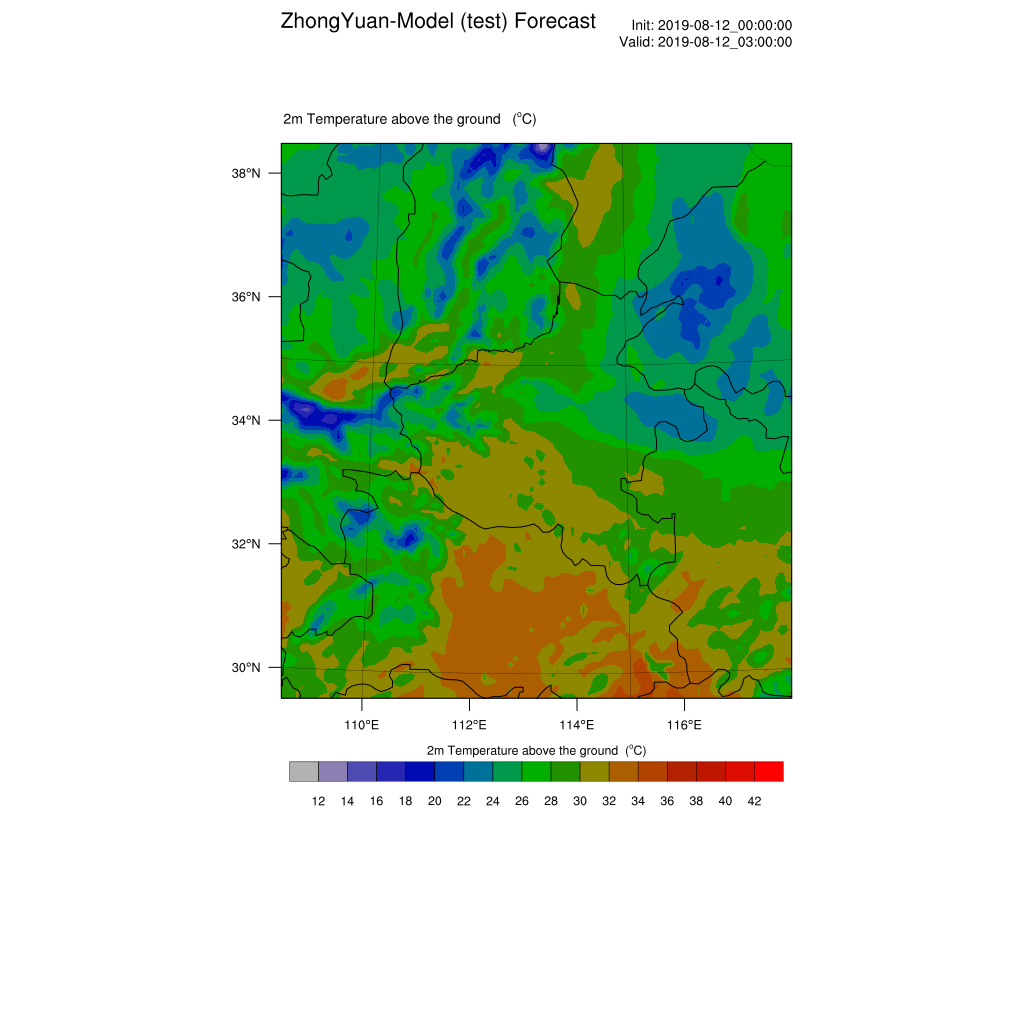 ZhongYuan-Model (test) Forecast
Init: 2019-08-12_00:00:00
Valid: 2019-08-12_03:00:00
2m Temperature above the ground (°C)
38°N
36°N
34°N
32°N
30°N
110°E 112°E 114°E 116°E
2m Temperature above the ground (°C)
12 14 16 18 20 22 24 26 28 30 32 34 36 38 40 42